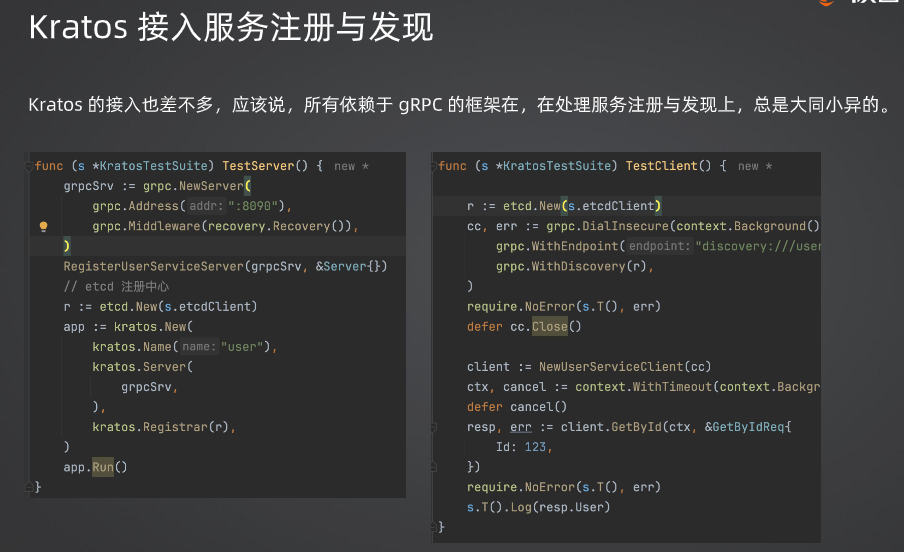 Kratos 接入服务注册与发现
Kratos 的接入也差不多，应该说，所有依赖于 gRPC 的框架在，在处理服务注册与发现上，总是大同小异的。
func (s *KratosTestSuite) TestServer() { new *
grpcSrv := grpc.NewServer(
grpc.Address( addr: ":8090"),
grpc.Middleware(recovery.Recovery()),
)
RegisterUserServiceServer(grpcSrv, &Server{})
// etcd 注册中心
r := etcd.New(s.etcdClient)
app := kratos.New(
kratos.Name( name: "user"),
kratos.Server(
grpcSrv,
),
kratos.Registrar(r),
)
app.Run()
}
func (s *KratosTestSuite) TestClient() { new *
r := etcd.New(s.etcdClient)
cc, err := grpc.DialInsecure(context.Background()
grpc.WithEndpoint( endpoint: "discovery:///user
grpc.WithDiscovery(r),
)
require.NoError(s.T(), err)
defer cc.Close()
client := NewUserServiceClient(cc)
ctx, cancel := context.WithTimeout(context.Backgr
defer cancel()
resp, err := client.GetById(ctx, &GetByIdReq{
Id: 123,
})
require.NoError(s.T(), err)
s.T().Log(resp.User)
}